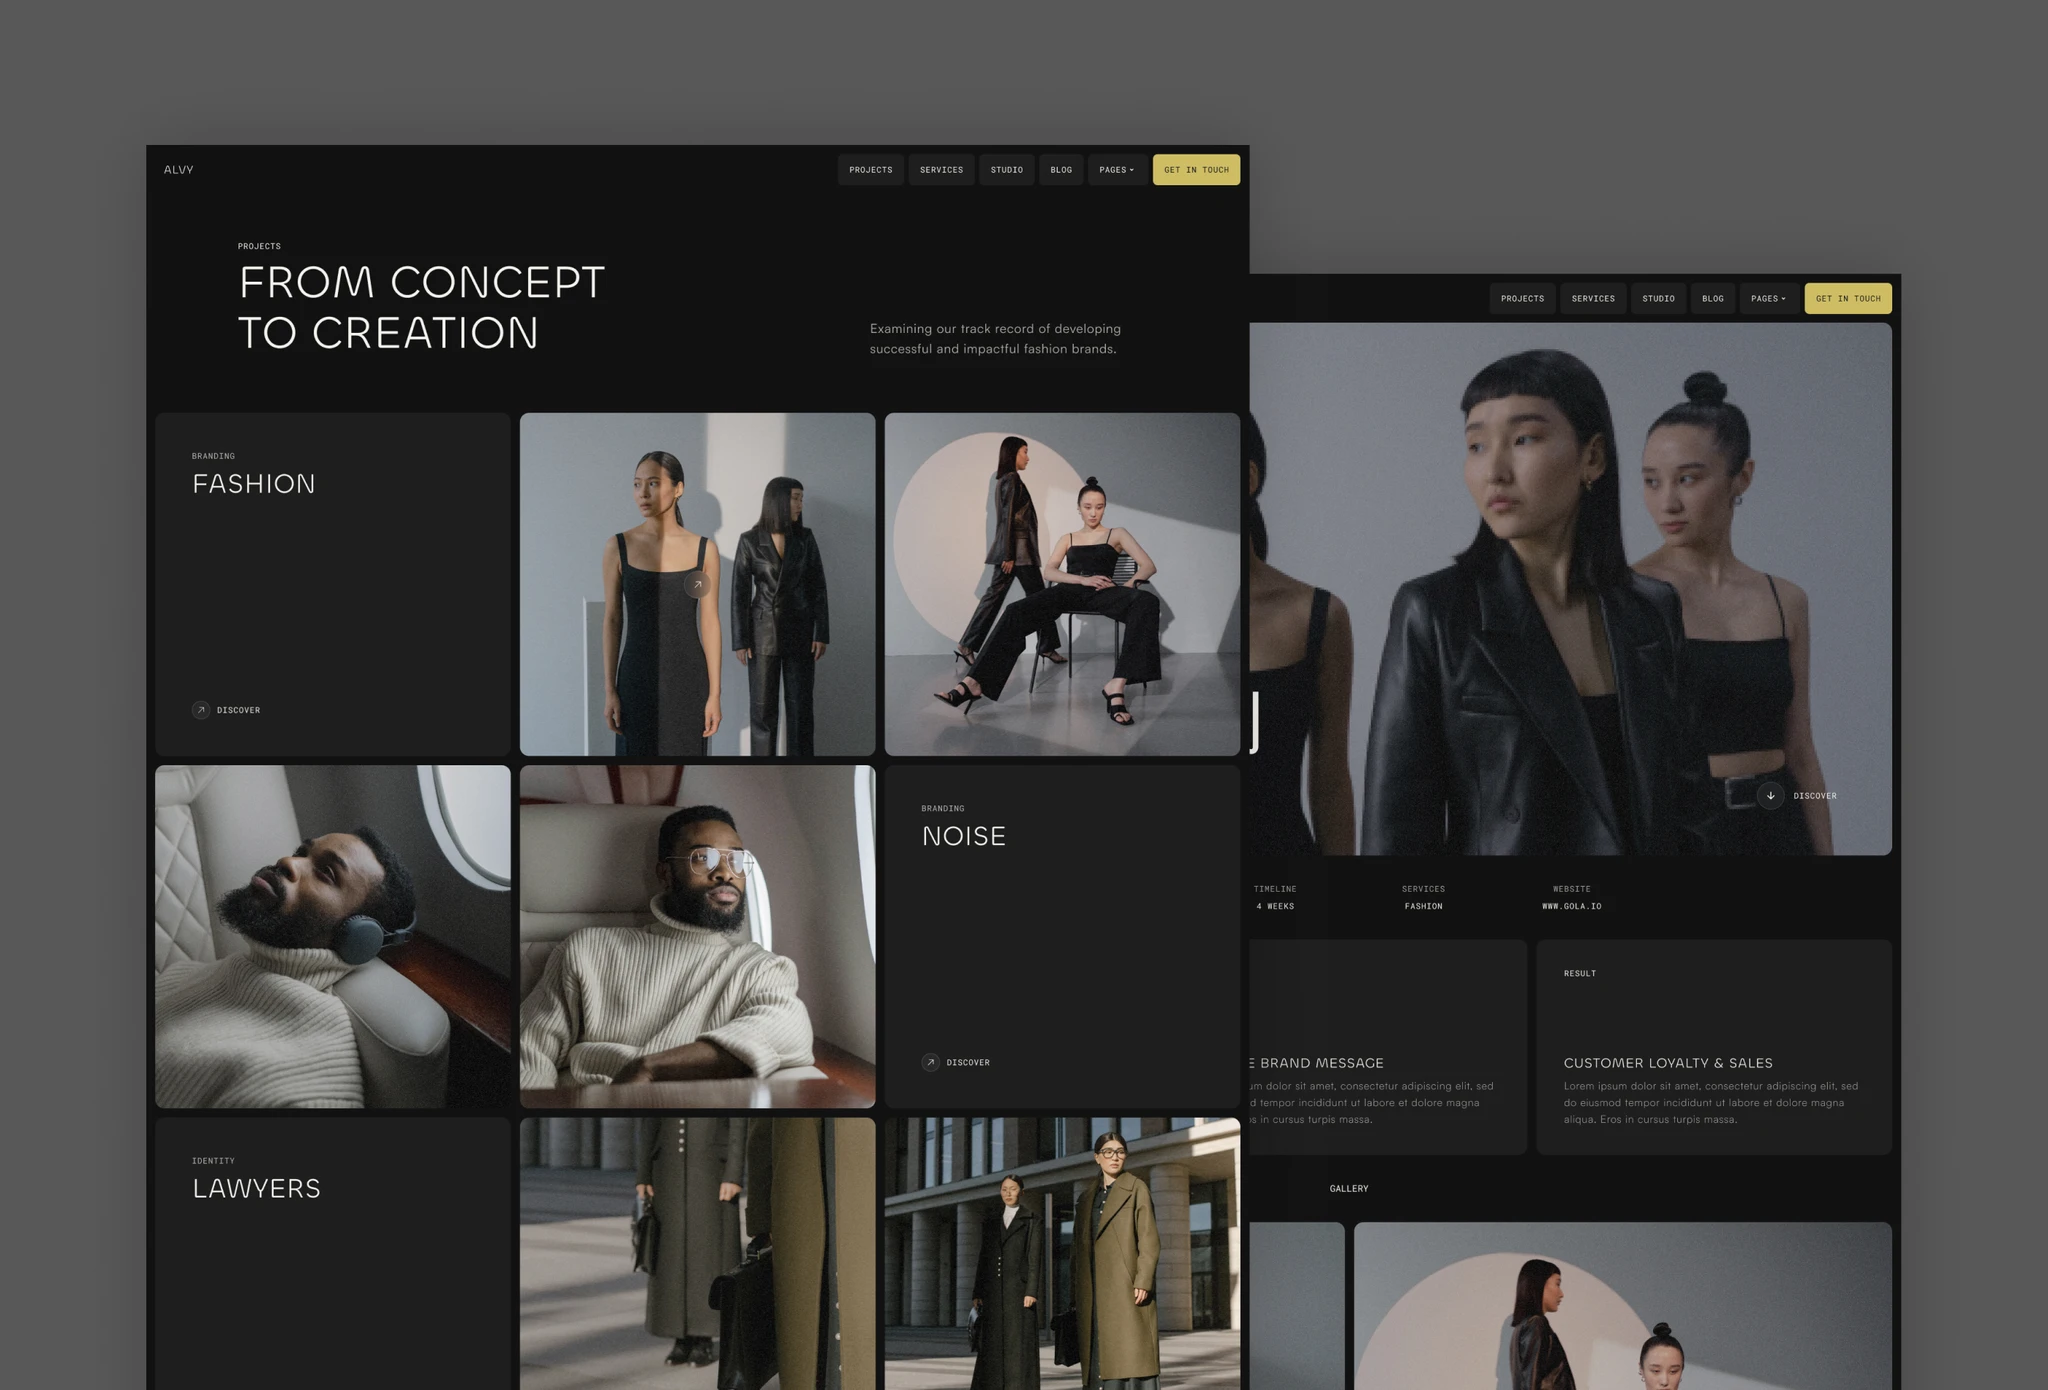 ALVY
PROJECTS
SERVICES
STUDIO
BLOG
PAGES
GET IN TOUCH
PROJECTS
FROM CONCEPT
TO CREATION
Examining our track record of developing
successful and impactful fashion brands.
BRANDING
FASHION
DISCOVER
BRANDING
NOISE
DISCOVER
IDENTITY
LAWYERS
PROJECTS
SERVICES
STUDIO
BLOG
PAGES
GET IN TOUCH
DISCOVER
TIMELINE
4 WEEKS
SERVICES
FASHION
WEBSITE
WWW.GOLA.IO
BRAND MESSAGE
dolor sit amet, consectetur adipiscing elit, sed
tempor incididunt ut labore et dolore magna
in cursus turpis massa.
RESULT
CUSTOMER LOYALTY & SALES
Lorem ipsum dolor sit amet, consectetur adipiscing elit, sed
do eiusmod tempor incididunt ut labore et dolore magna
aliqua. Eros in cursus turpis massa.
GALLERY